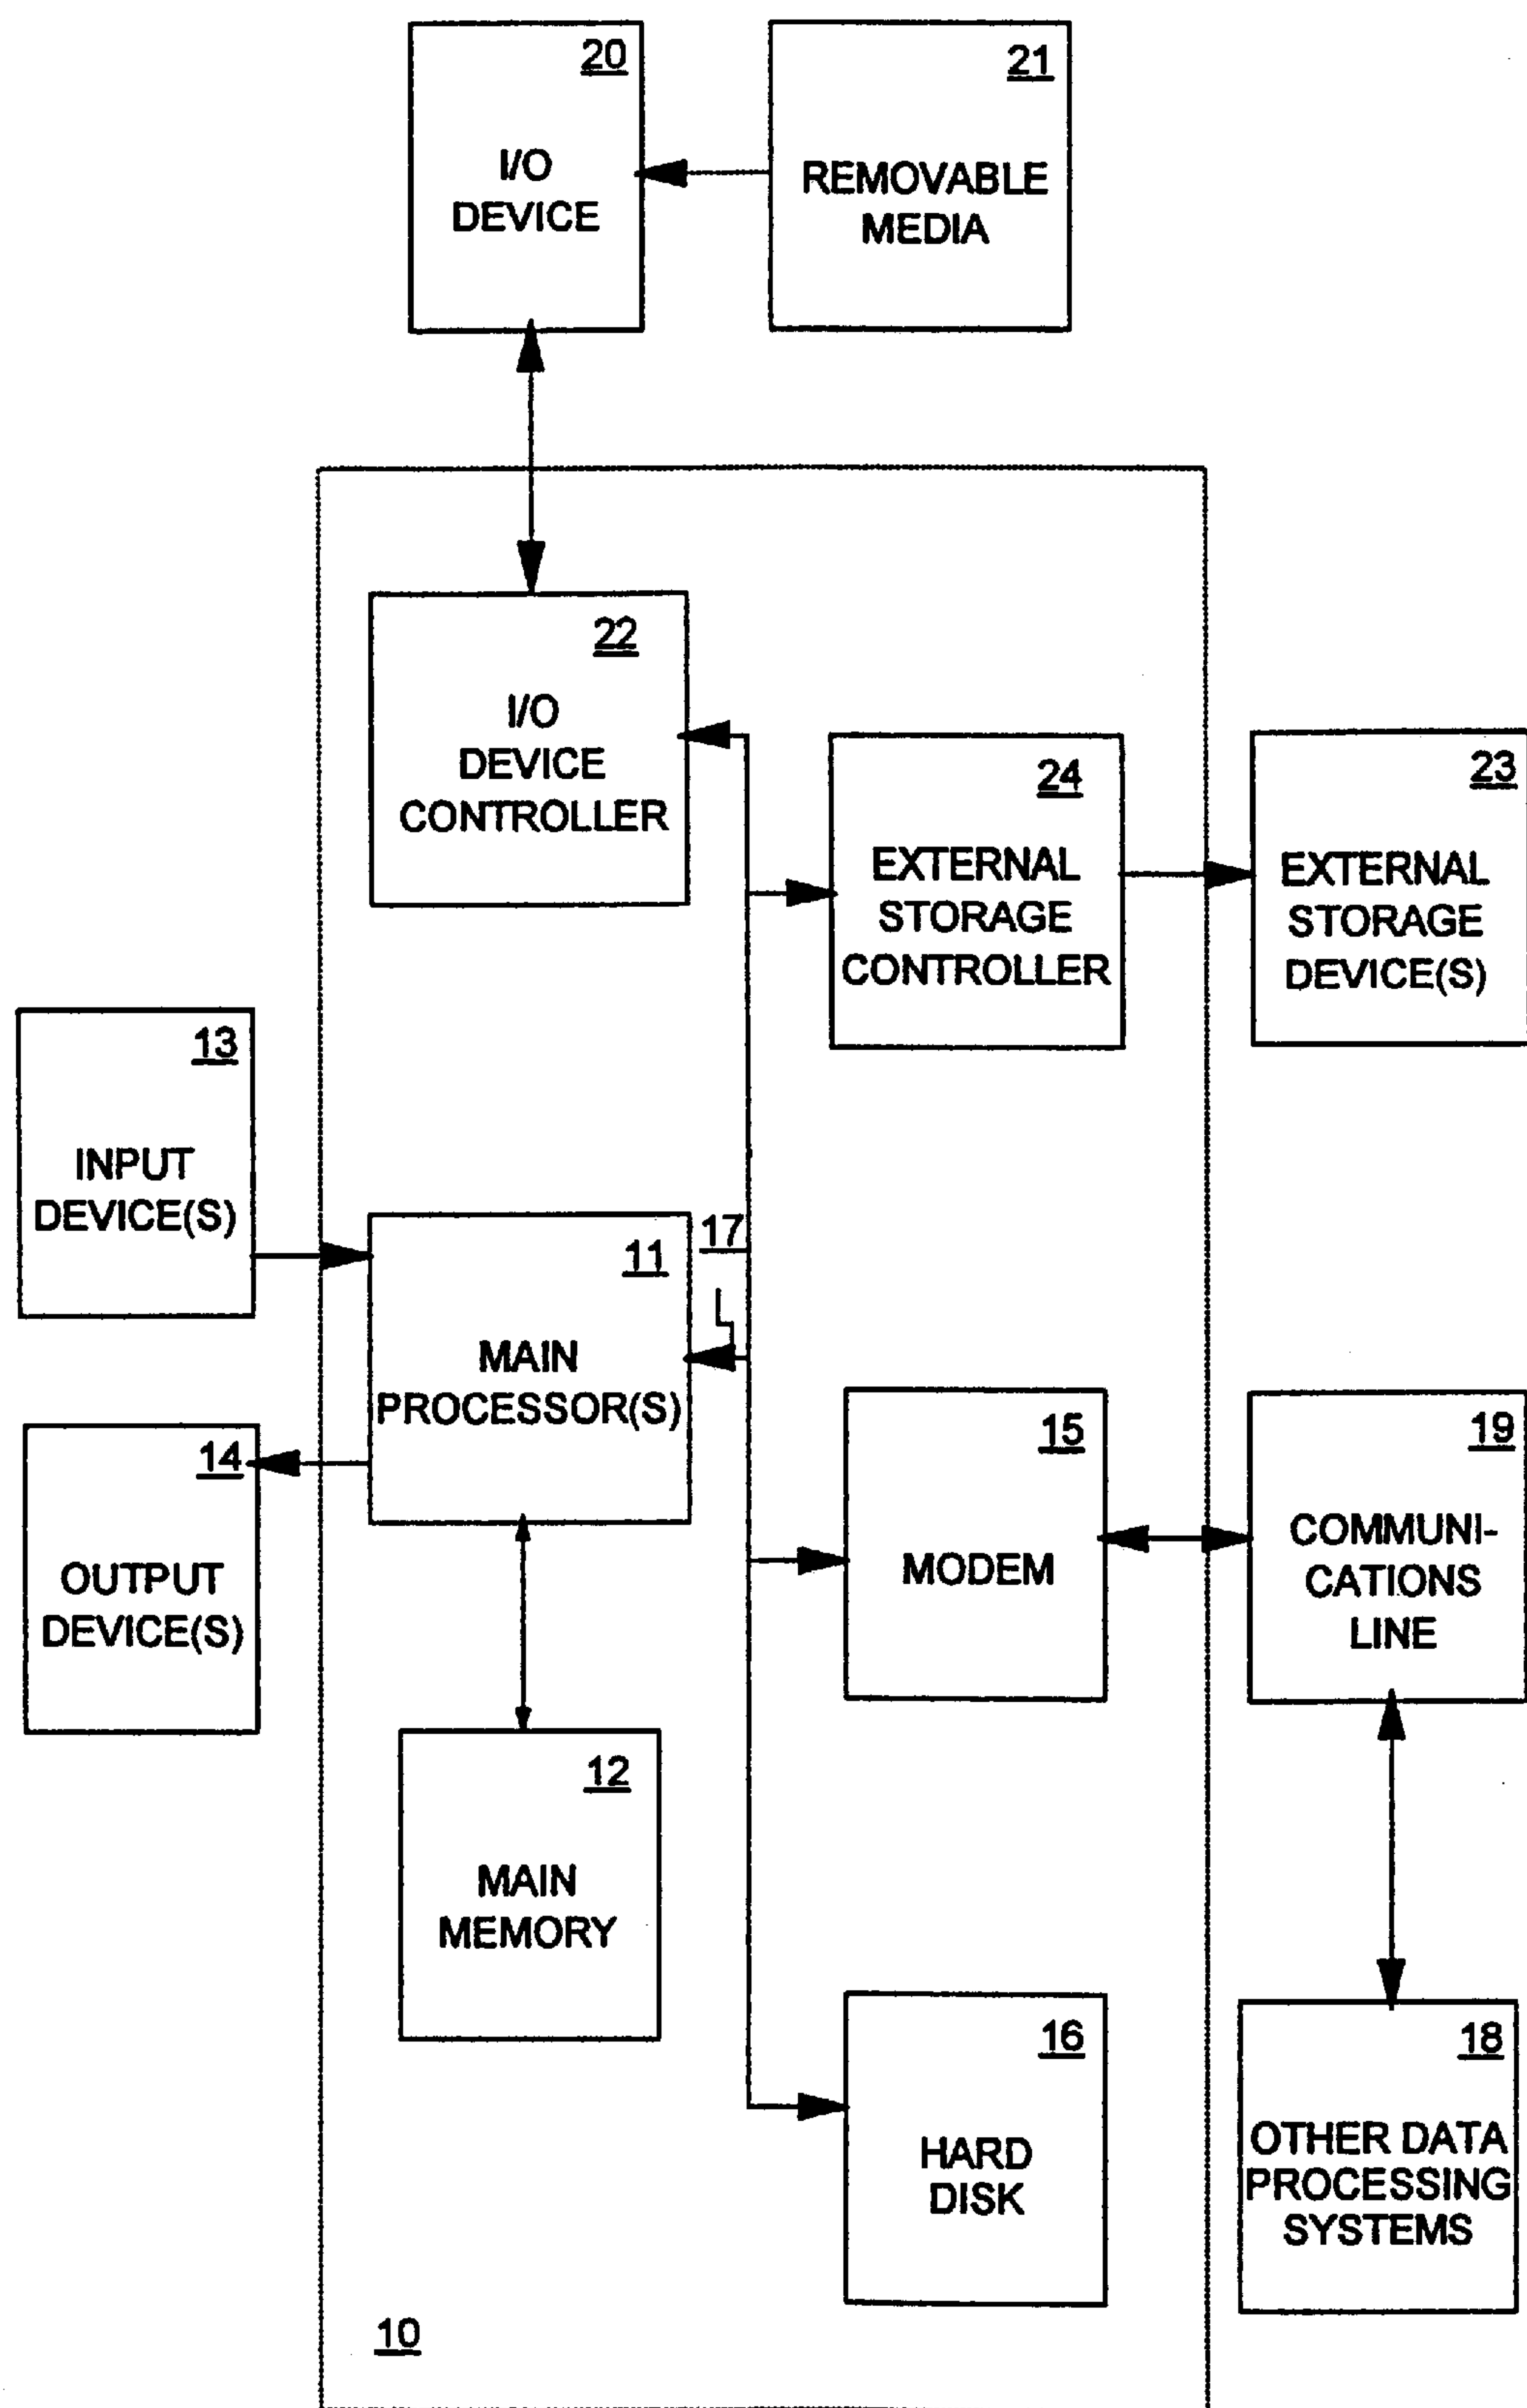 20
I/O
DEVICE
21
REMOVABLE
MEDIA
22
I/O
DEVICE
CONTROLLER
24
EXTERNAL
STORAGE
CONTROLLER
23
EXTERNAL
STORAGE
DEVICE(S)
13
INPUT
DEVICE(S)
11
MAIN
PROCESSOR(S)
17
14
OUTPUT
DEVICE(S)
15
MODEM
19
COMMUNI-
CATIONS
LINE
12
MAIN
MEMORY
16
HARD
DISK
18
OTHER DATA
PROCESSING
SYSTEMS
10